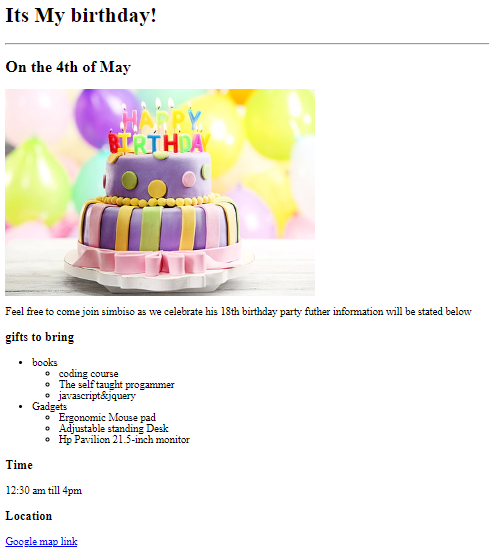 Its My birthday!
On the 4th of May
HAPPY
BIRTHDAY
Feel free to come join simbiso as we celebrate his 18th birthday party futher information will be stated below
gifts to bring
books
coding course
The self taught progammer
javascript&jquery
Gadgets
Ergonomic Mouse pad
Adjustable standing Desk
Hp Pavilion 21.5-inch monitor
Time
12:30 am till 4pm
Location
Google map link